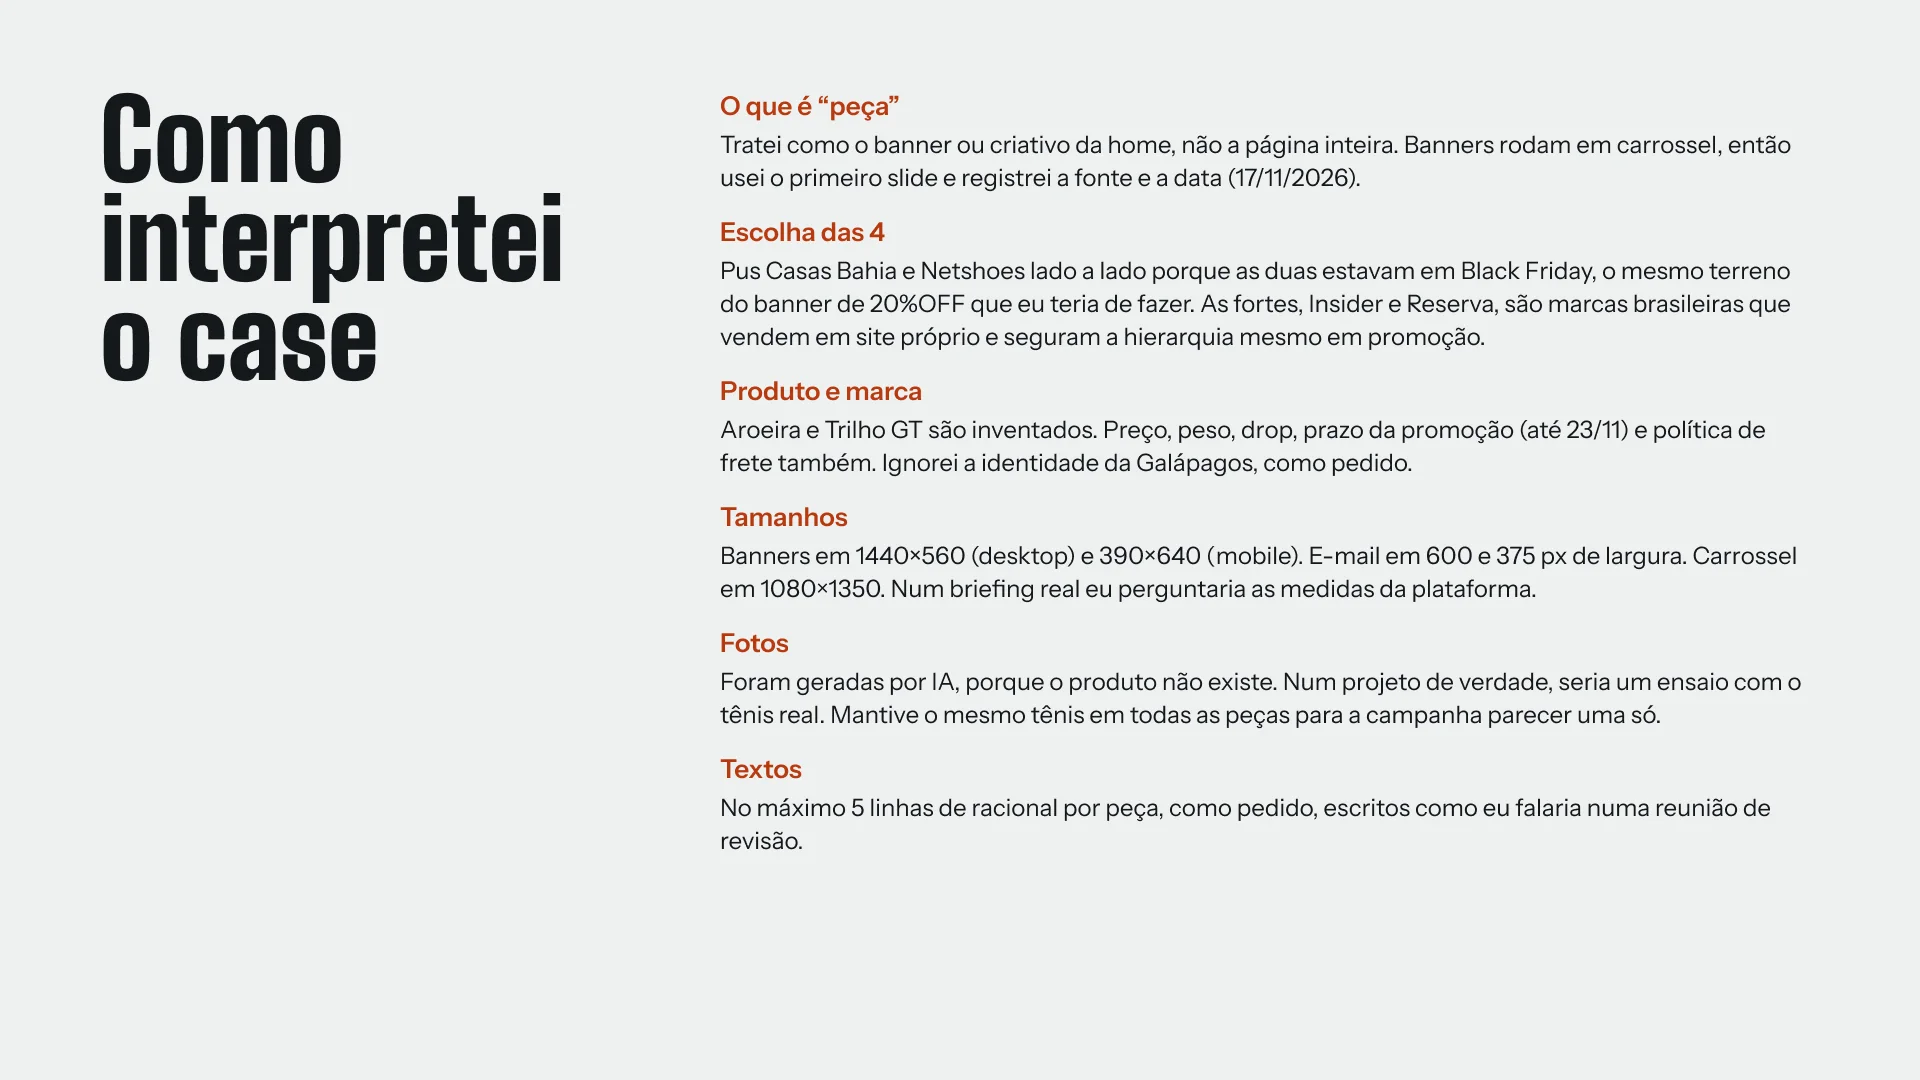 Como
interpretei
o case
O que é “peça”
Tratei como o banner ou criativo da home, não a página inteira. Banners rodam em carrossel, então
usei o primeiro slide e registrei a fonte e a data (17/11/2026).
Escolha das 4
Pus Casas Bahia e Netshoes lado a lado porque as duas estavam em Black Friday, o mesmo terreno
do banner de 20%OFF que eu teria de fazer. As fortes, Insider e Reserva, são marcas brasileiras que
vendem em site próprio e seguram a hierarquia mesmo em promoção.
Produto e marca
Aroeira e Trilho GT são inventados. Preço, peso, drop, prazo da promoção (até 23/11) e política de
frete também. Ignorei a identidade da Galápagos, como pedido.
Tamanhos
Banners em 1440×560 (desktop) e 390×640 (mobile). E-mail em 600 e 375 px de largura. Carrossel
em 1080×1350. Num briefing real eu perguntaria as medidas da plataforma.
Fotos
Foram geradas por IA, porque o produto não existe. Num projeto de verdade, seria um ensaio com o
tênis real. Mantive o mesmo tênis em todas as peças para a campanha parecer uma só.
Textos
No máximo 5 linhas de racional por peça, como pedido, escritos como eu falaria numa reunião de
revisão.